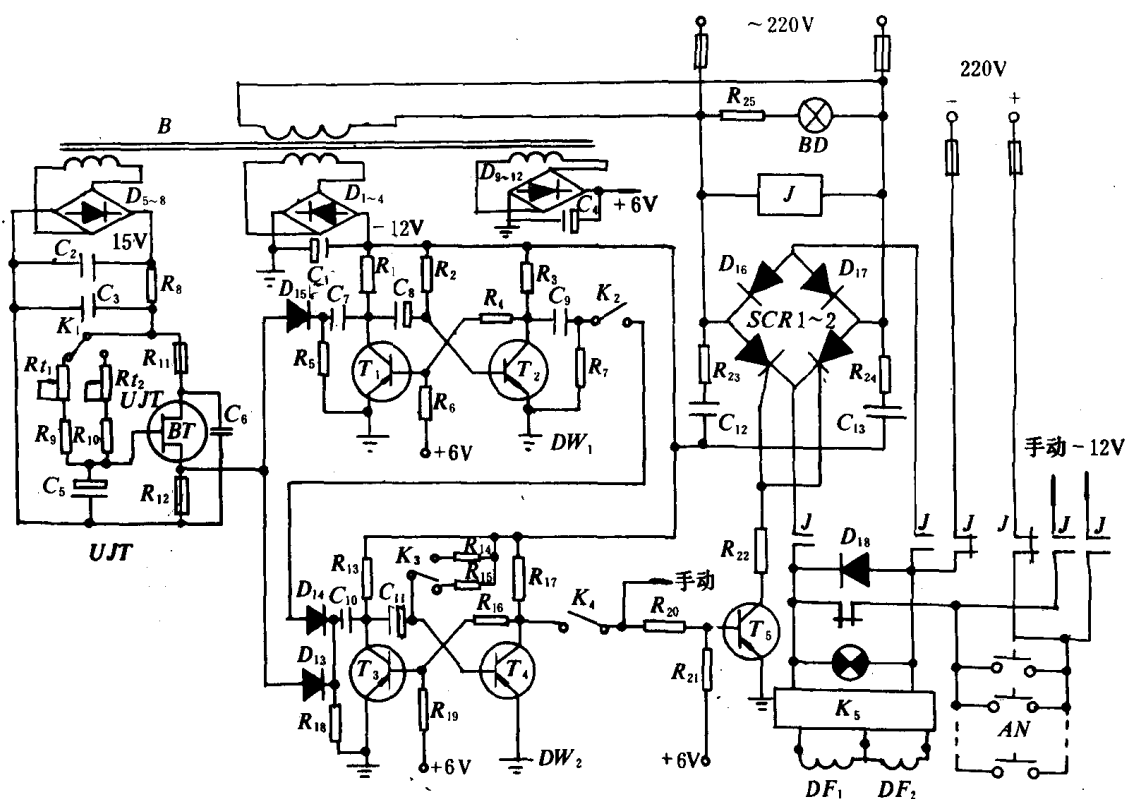 ~220V
220V
R25
BD
− +
B
D5~8
D1~4
D9~12
C4
+6V
J
15V
−12V
C2
R8
C3
K1
R1
R2
R3
D15
C7
C8
R4
C9
K2
D16
D17
SCR 1~2
Rt1
Rt2
R11
UJT
BT
C6
R5
T1
T2
R7
R23
R24
R9
R10
R6
C12
C13
+6V
DW1
C5
R12
手动 −12V
UJT
J
J
J
J
J
J
R13
K3
R14
R15
R17
R22
D18
D14
C10
C11
R16
K4
手动
R20
T5
D13
T3
T4
R21
R18
R19
K5
AN
+6V
DW2
+6V
DF1
DF2